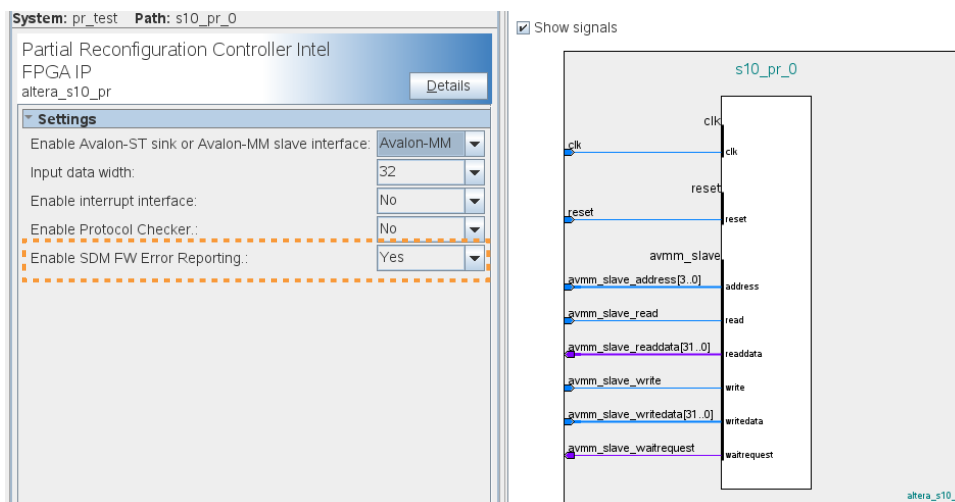 System: pr_test Path: s10_pr_0
Partial Reconfiguration Controller Intel
FPGA IP
altera_s10_pr
Details
Settings
Enable Avalon-ST sink or Avalon-MM slave interface: Avalon-MM
Input data width: 32
Enable interrupt interface: No
Enable Protocol Checker.: No
Enable SDM FW Error Reporting.: Yes
Show signals
s10_pr_0
clk
clk
clk
reset
reset
reset
avmm_slave
avmm_slave_address[3..0] address
avmm_slave_read read
avmm_slave_readdata[31..0] readdata
avmm_slave_write write
avmm_slave_writedata[31..0] writedata
avmm_slave_waitrequest waitrequest
altera_s10_